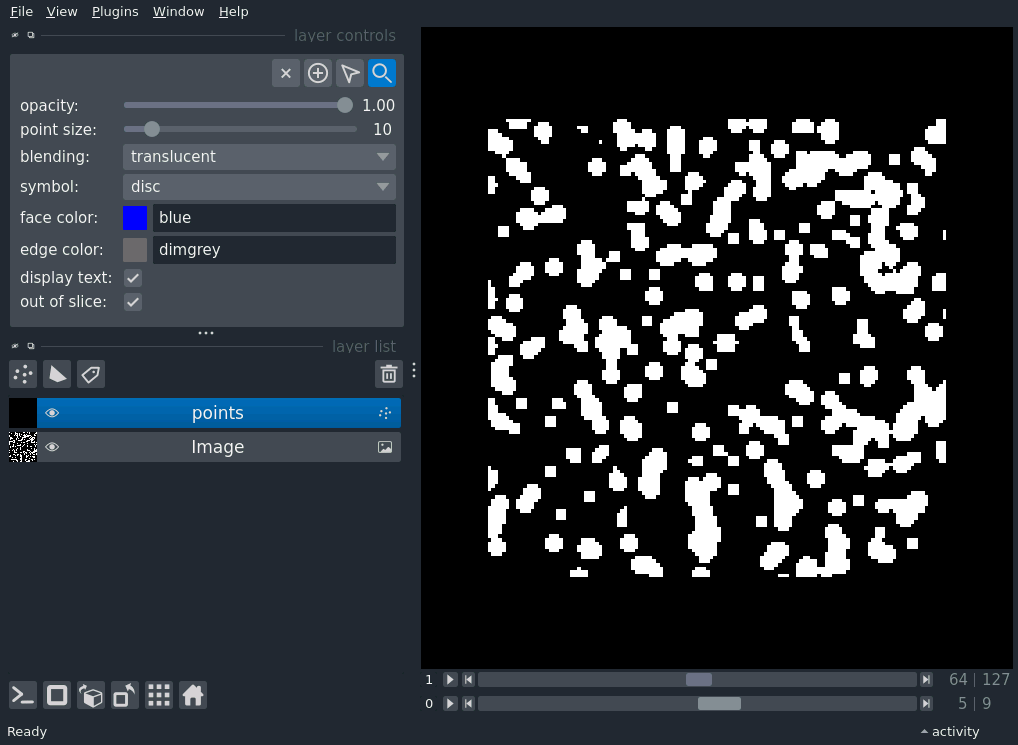 File View Plugins Window Help
layer controls
opacity: 1.00
point size: 10
blending: translucent
symbol: disc
face color: blue
edge color: dimgrey
display text:
out of slice:
layer list
points
Image
1 64 | 127
0 5 | 9
Ready activity